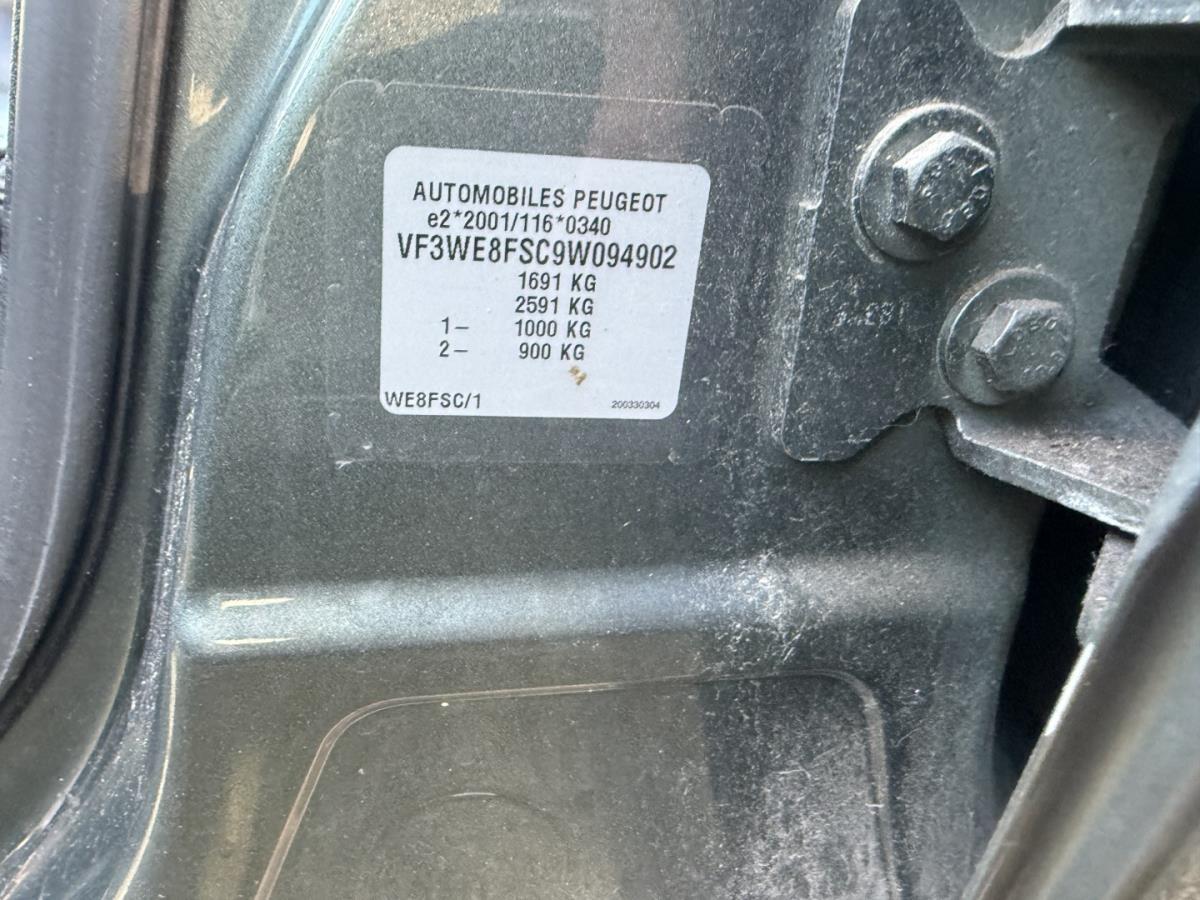 AUTOMOBILES PEUGEOT
e2*2001/116*0340
VF3WE8FSC9W094902
1691 KG
2591 KG
1– 1000 KG
2– 900 KG
WE8FSC/1 200330304